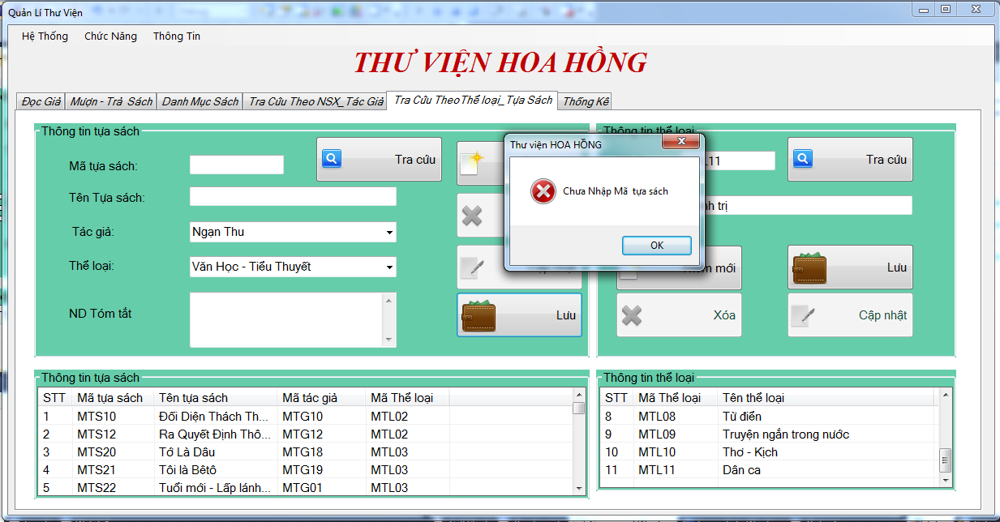 Quản Lí Thư Viện
Hệ Thống Chức Năng Thông Tin
THƯ VIỆN HOA HỒNG
Đọc Giả Mượn - Trả Sách Danh Mục Sách Tra Cứu Theo NSX_Tác Giả Tra Cứu TheoThể loại_Tựa Sách Thống Kê
Thông tin tựa sách
Mã tựa sách:
Tra cứu
Tên Tựa sách:
Tác giả:
Ngạn Thu
Thể loại:
Văn Học - Tiểu Thuyết
ND Tóm tắt
Lưu
Thư viện HOA HỒNG
Chưa Nhập Mã tựa sách
OK
Thông tin thể loại
L11
Tra cứu
trị
mới
Lưu
Xóa
Cập nhật
Thông tin tựa sách
STT Mã tựa sách Tên tựa sách Mã tác giả Mã Thể loại
1 MTS10 Đối Diện Thách Th... MTG10 MTL02
2 MTS12 Ra Quyết Định Thô... MTG12 MTL02
3 MTS20 Tớ Là Dâu MTG18 MTL03
4 MTS21 Tôi là Bêtô MTG19 MTL03
5 MTS22 Tuổi mới - Lấp lánh... MTG01 MTL03
Thông tin thể loại
STT Mã Thể loại Tên thể loại
8 MTL08 Từ điển
9 MTL09 Truyện ngắn trong nước
10 MTL10 Thơ - Kịch
11 MTL11 Dân ca